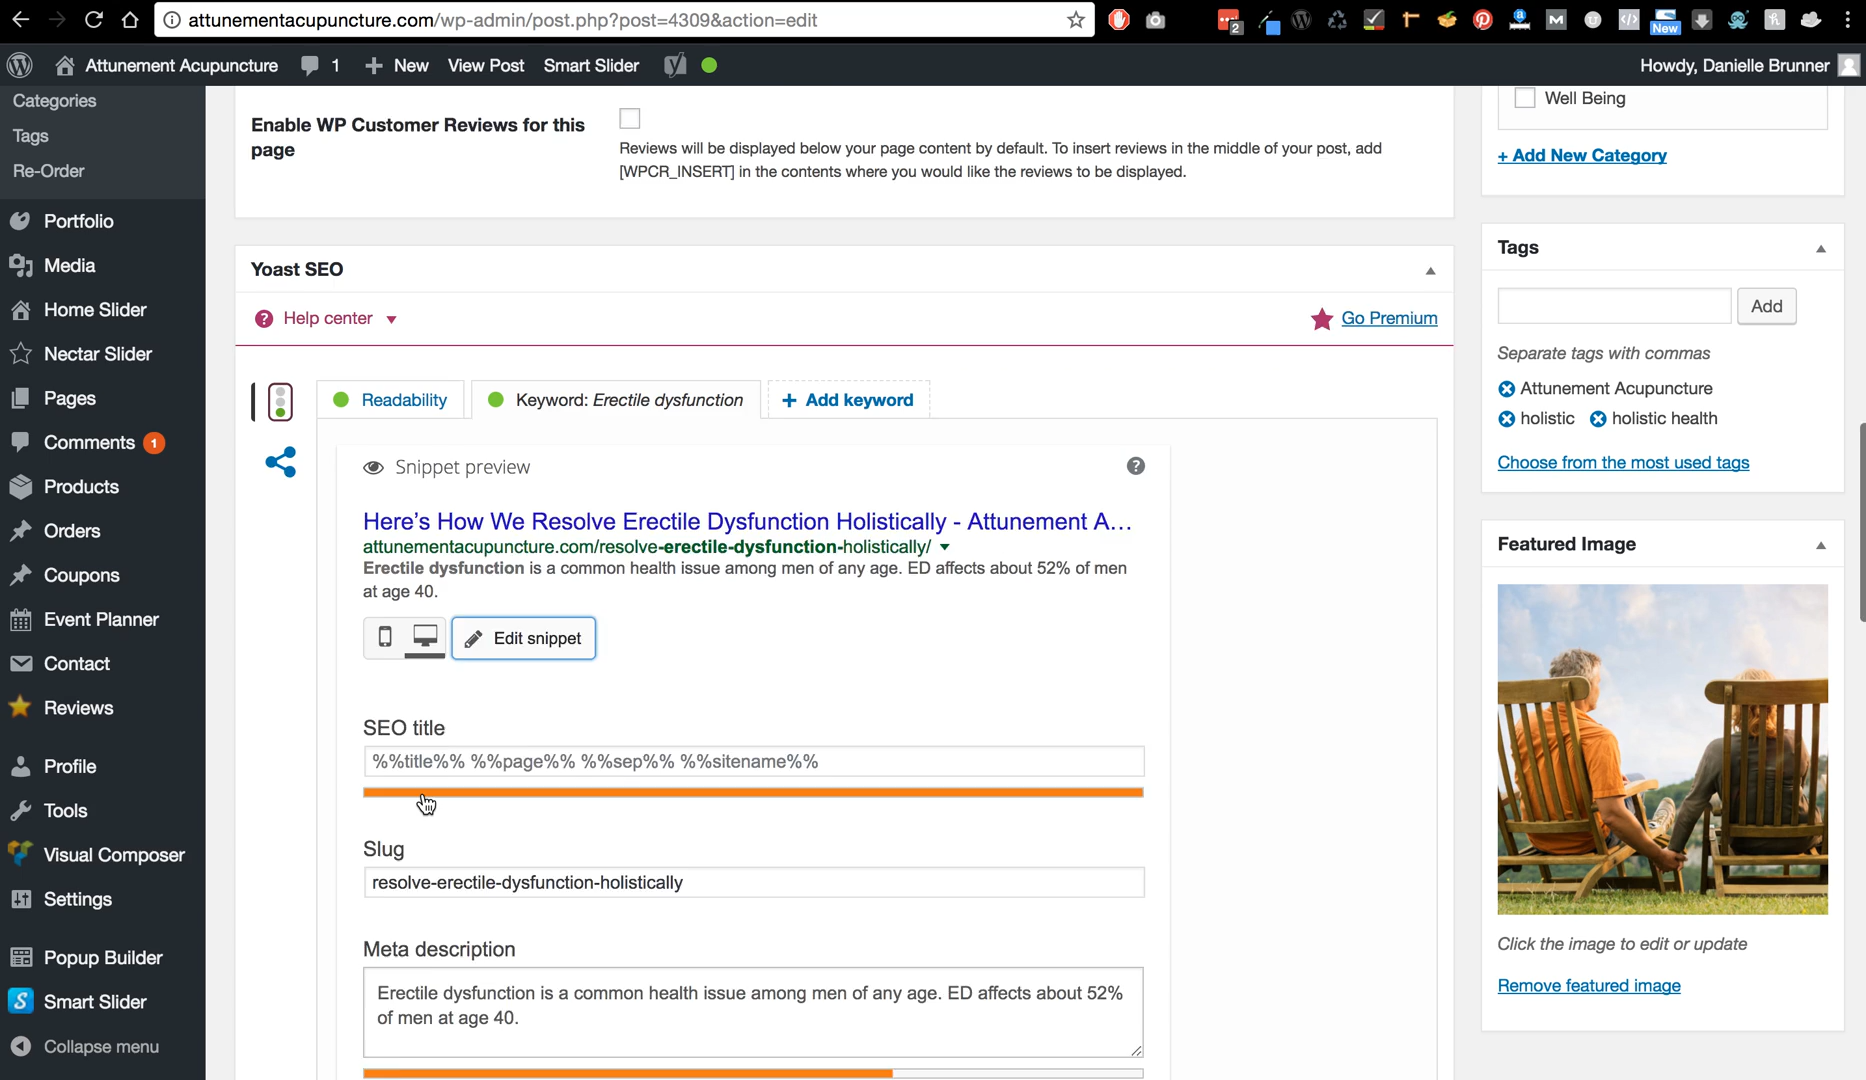 attunementacupuncture.com/wp-admin/post.php?post=4309&action=edit
2
New
Attunement Acupuncture
1
New
View Post
Smart Slider
Howdy, Danielle Brunner
Categories
Tags
Re-Order
Portfolio
Media
Home Slider
Nectar Slider
Pages
Comments 1
Products
Orders
Coupons
Event Planner
Contact
Reviews
Profile
Tools
Visual Composer
Settings
Popup Builder
Smart Slider
Collapse menu
Enable WP Customer Reviews for this
page
Reviews will be displayed below your page content by default. To insert reviews in the middle of your post, add
[WPCR_INSERT] in the contents where you would like the reviews to be displayed.
Yoast SEO
Help center
Go Premium
Readability
Keyword: Erectile dysfunction
+ Add keyword
Snippet preview
Here's How We Resolve Erectile Dysfunction Holistically - Attunement A...
attunementacupuncture.com/resolve-erectile-dysfunction-holistically/
Erectile dysfunction is a common health issue among men of any age. ED affects about 52% of men
at age 40.
Edit snippet
SEO title
%%title%% %%page%% %%sep%% %%sitename%%
Slug
resolve-erectile-dysfunction-holistically
Meta description
Erectile dysfunction is a common health issue among men of any age. ED affects about 52%
of men at age 40.
Well Being
+ Add New Category
Tags
Add
Separate tags with commas
Attunement Acupuncture
holistic
holistic health
Choose from the most used tags
Featured Image
Click the image to edit or update
Remove featured image